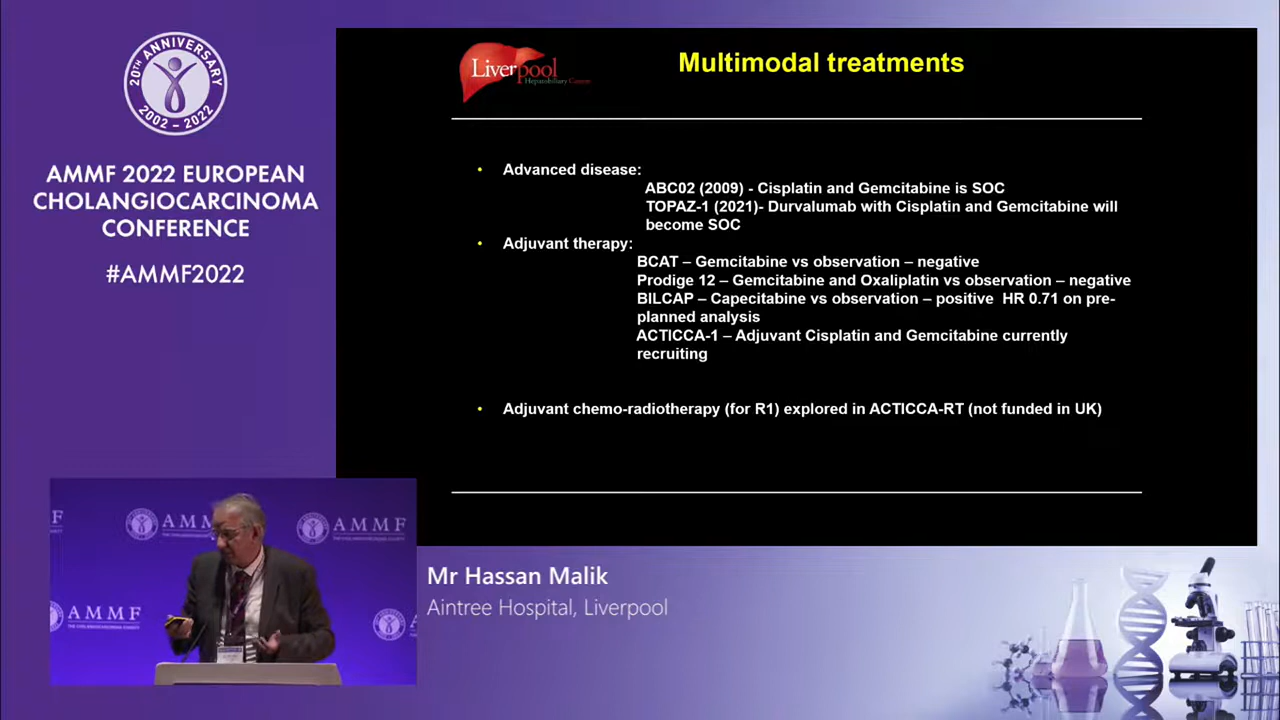 20TH ANNIVERSARY
2002 – 2022
AMMF 2022 EUROPEAN
CHOLANGIOCARCINOMA
CONFERENCE
#AMMF2022
Liverpool
Hepatobiliary Centre
Multimodal treatments
• Advanced disease:
ABC02 (2009) - Cisplatin and Gemcitabine is SOC
TOPAZ-1 (2021)- Durvalumab with Cisplatin and Gemcitabine will
become SOC
• Adjuvant therapy:
BCAT – Gemcitabine vs observation – negative
Prodige 12 – Gemcitabine and Oxaliplatin vs observation – negative
BILCAP – Capecitabine vs observation – positive HR 0.71 on pre-
planned analysis
ACTICCA-1 – Adjuvant Cisplatin and Gemcitabine currently
recruiting
• Adjuvant chemo-radiotherapy (for R1) explored in ACTICCA-RT (not funded in UK)
AMMF
AMMF
AMMF
Mr Hassan Malik
Aintree Hospital, Liverpool